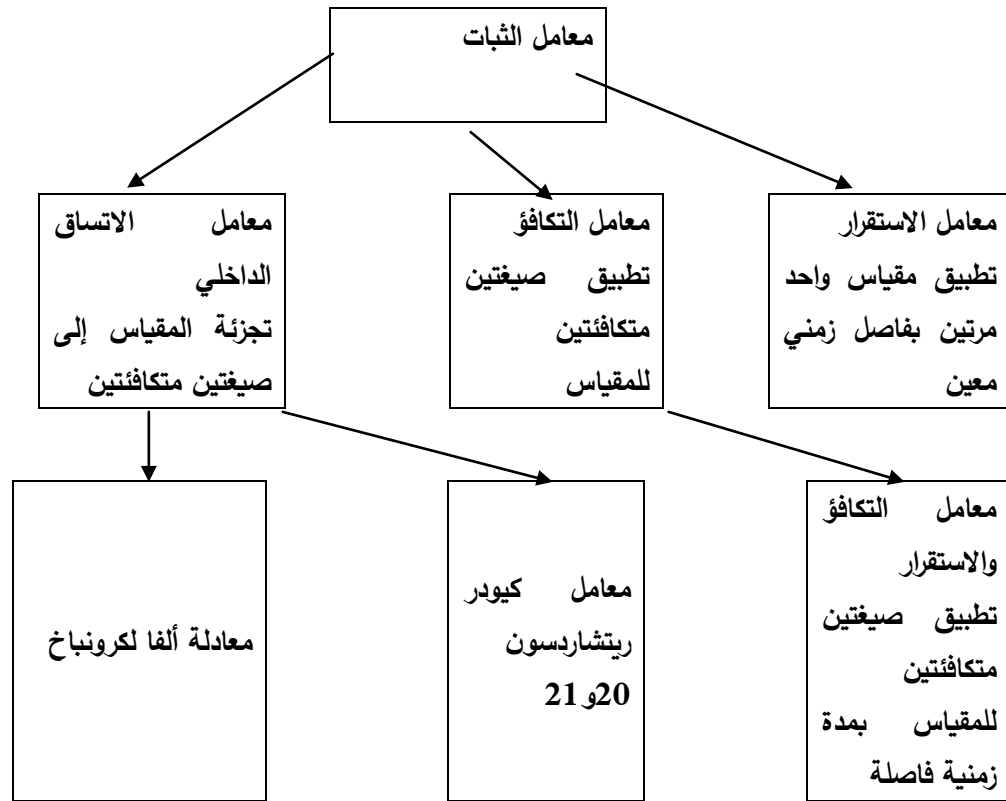 معامل الثبات
معامل الاستقرار
تطبيق مقياس واحد
مرتين بفاصل زمني
معين
معامل التكافؤ
تطبيق صيغتين
متكافئتين
للمقياس
معامل الاتساق
الداخلي
تجزئة المقياس إلى
صيغتين متكافئتين
معامل التكافؤ
والاستقرار
تطبيق صيغتين
متكافئتين
للمقياس بمدة
زمنية فاصلة
معامل كيودر
ريتشاردسون
20و 21
معادلة ألفا لكرونباخ